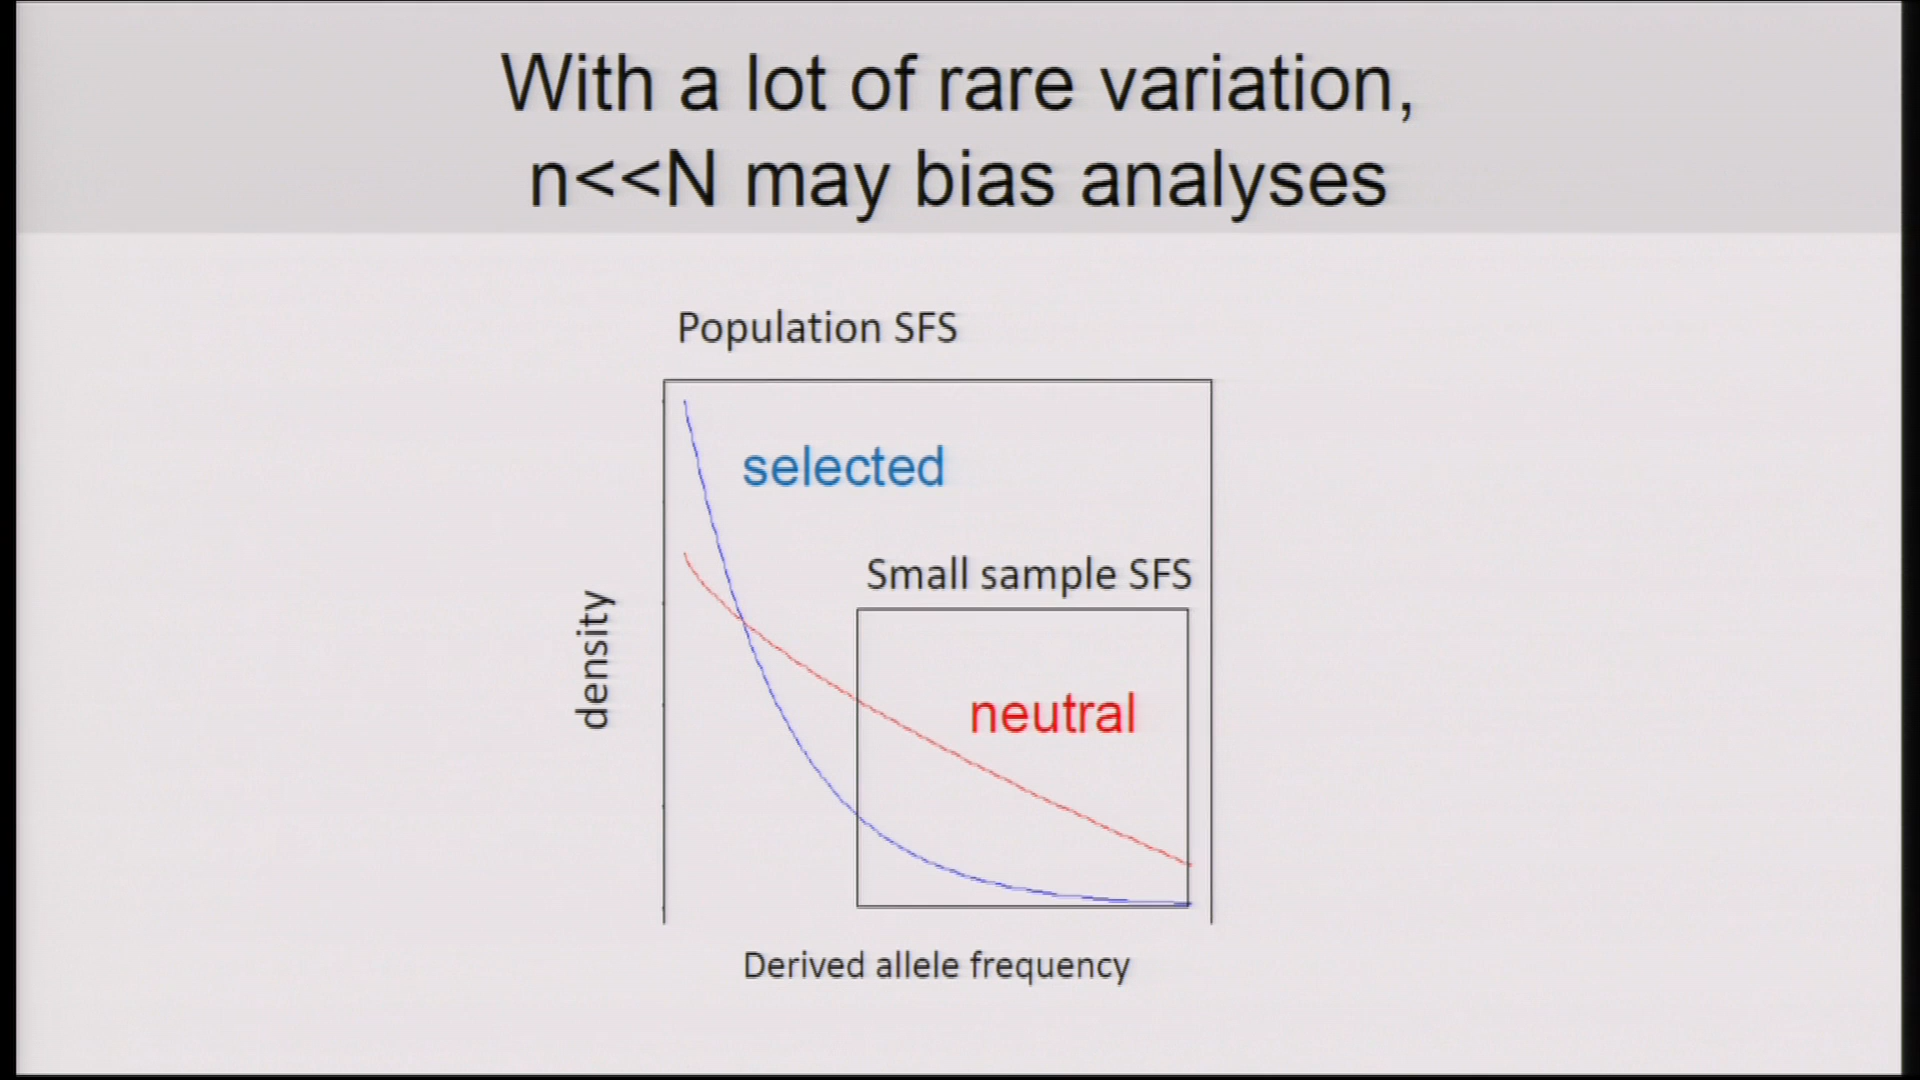 With a lot of rare variation,
n<<N may bias analyses
Population SFS
selected
Small sample SFS
neutral
density
Derived allele frequency